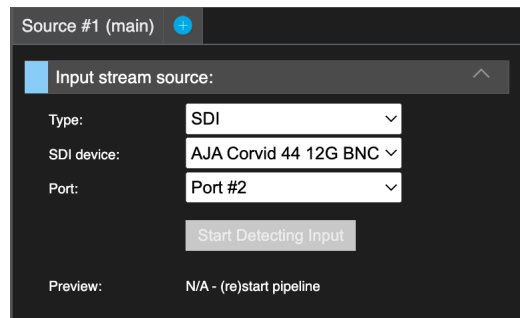 Source #1 (main) +
Input stream source:
Type: SDI
SDI device: AJA Corvid 44 12G BNC
Port: Port #2
Start Detecting Input
Preview: N/A - (re)start pipeline